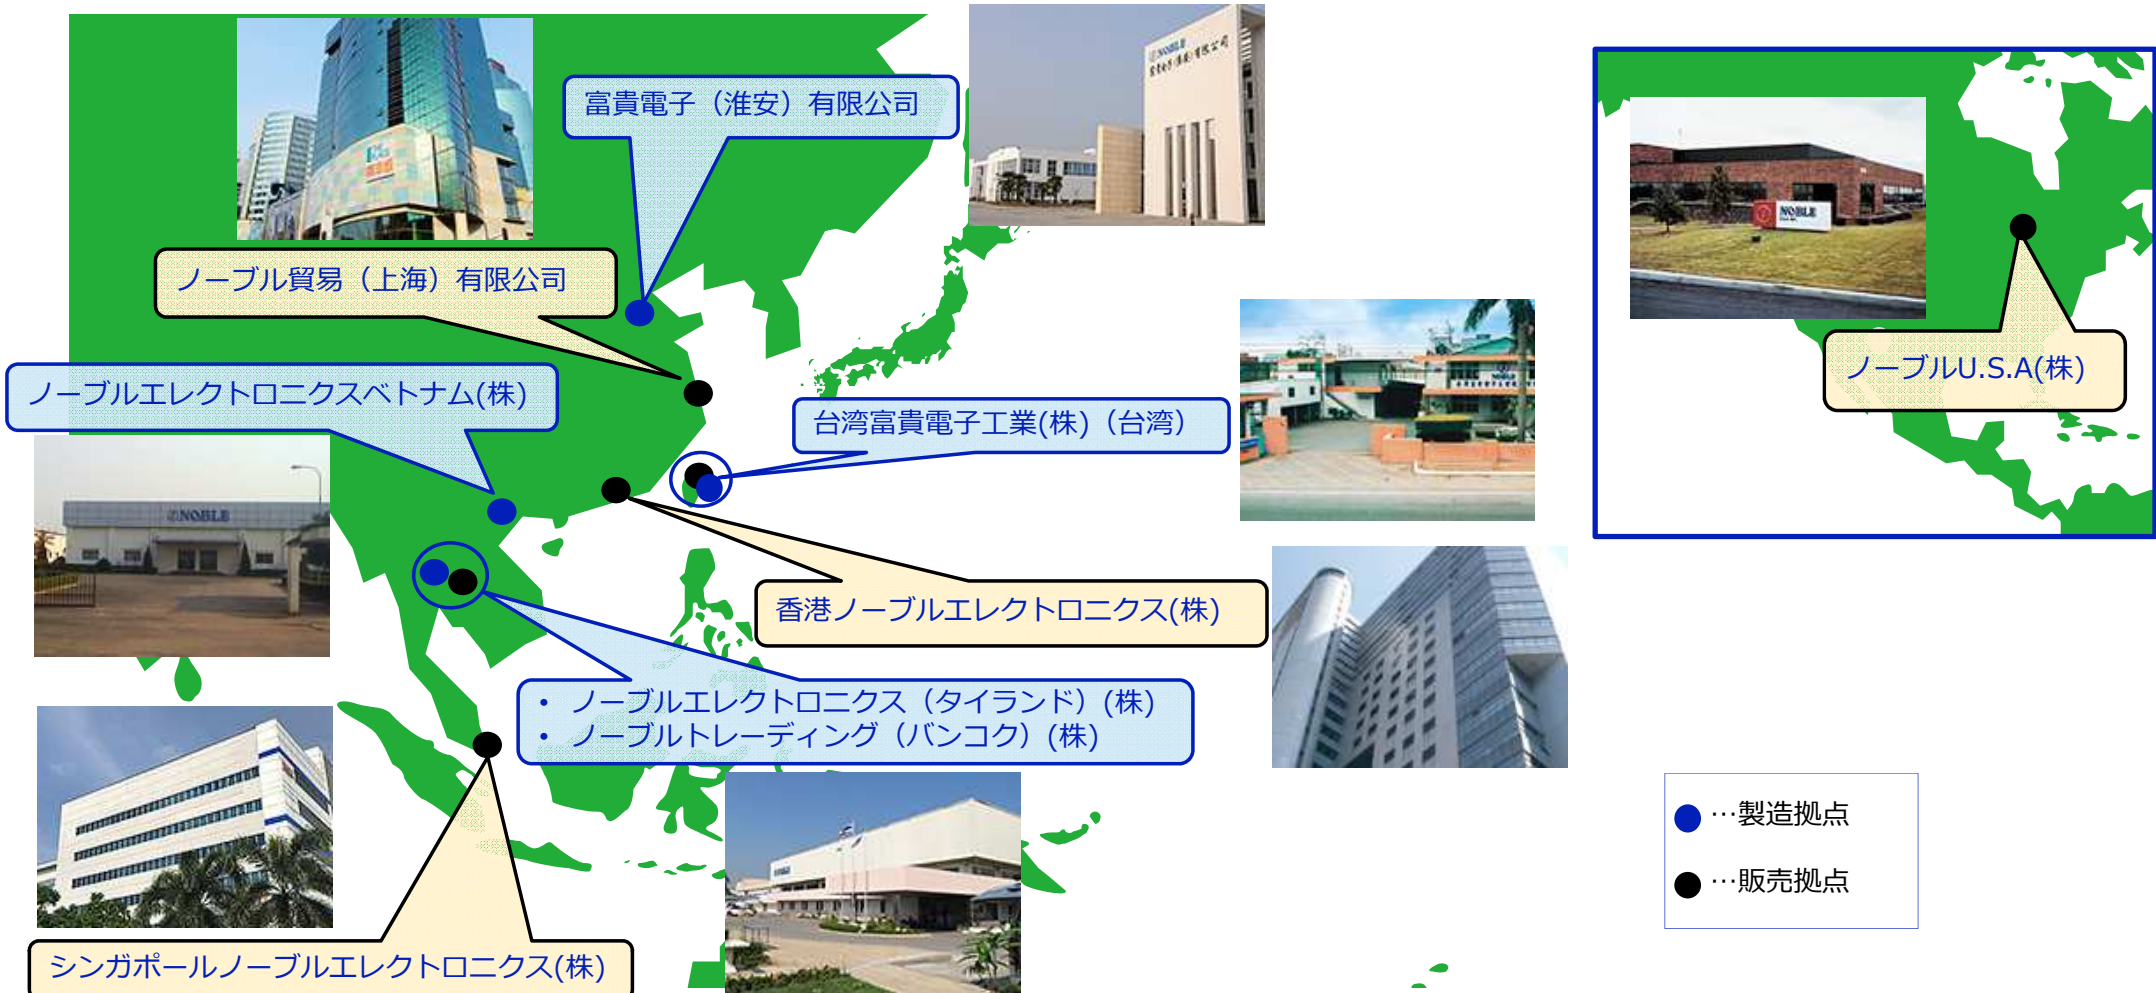 富貴電子（淮安）有限公司
NOBLE
ノーブル貿易（上海）有限公司
NOBLE
ノーブルU.S.A(株)
ノーブルエレクトロニクスベトナム(株)
台湾富貴電子工業(株)（台湾）
NOBLE
NOBLE
香港ノーブルエレクトロニクス(株)
• ノーブルエレクトロニクス（タイランド）(株)
• ノーブルトレーディング（バンコク）(株)
シンガポールノーブルエレクトロニクス(株)
…製造拠点
…販売拠点